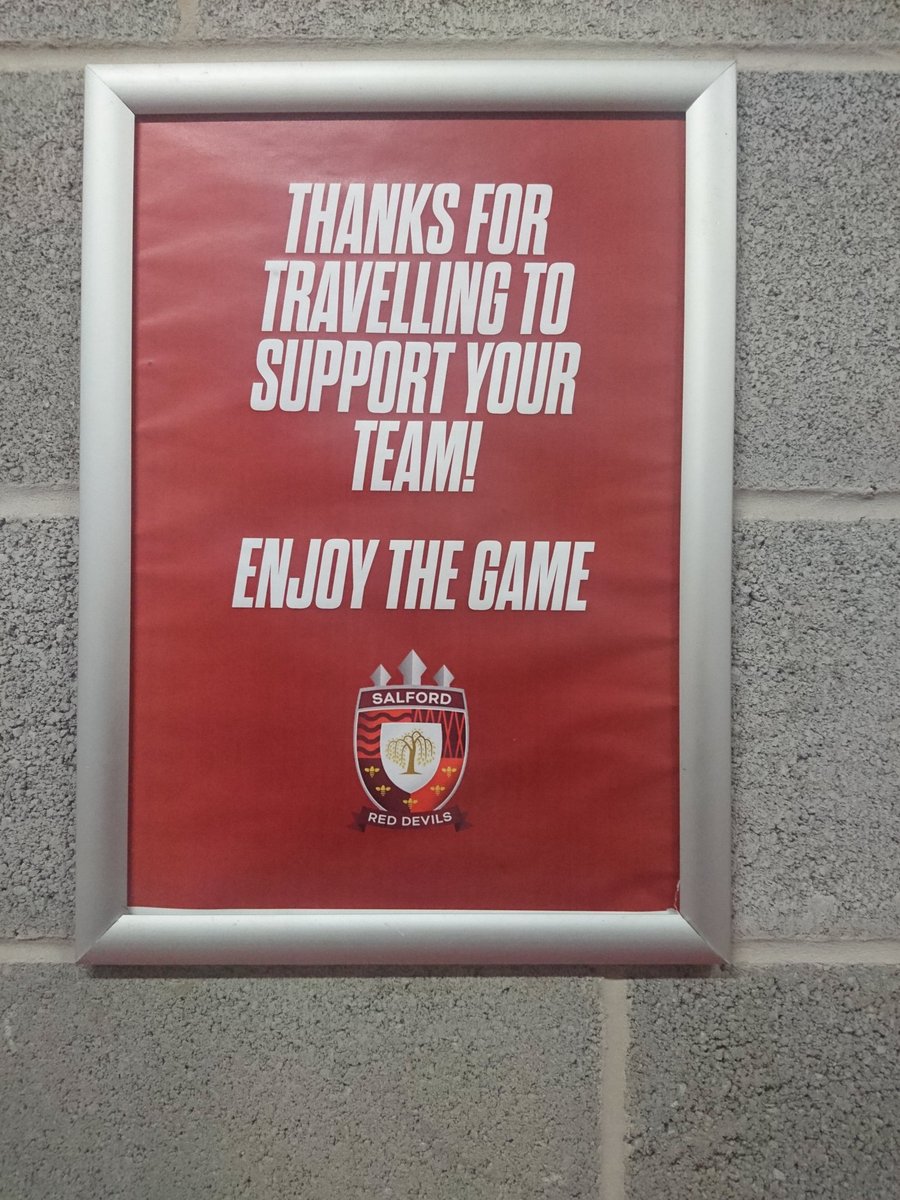 THANKS FOR
TRAVELLING TO
SUPPORT YOUR
TEAM!
ENJOY THE GAME
SALFORD
RED DEVILS